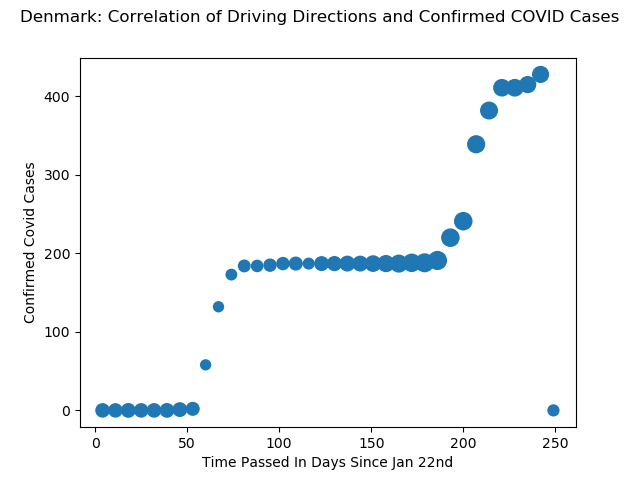 Denmark: Correlation of Driving Directions and Confirmed COVID Cases
400
300
200
100
0
Confirmed Covid Cases
0 50 100 150 200 250
Time Passed In Days Since Jan 22nd